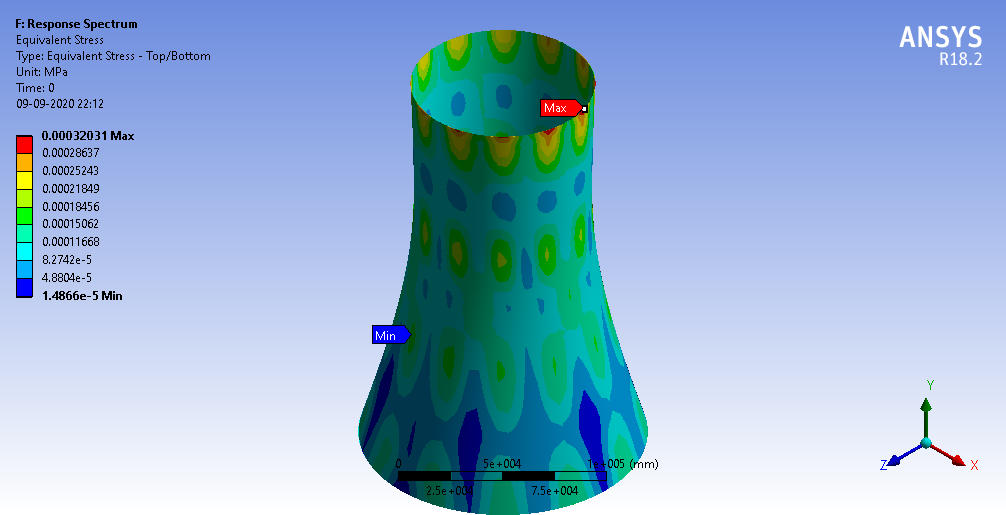 F: Response Spectrum
Equivalent Stress
Type: Equivalent Stress - Top/Bottom
Unit: MPa
Time: 0
09-09-2020 22:12
0.00032031 Max
0.00028637
0.00025243
0.00021849
0.00018456
0.00015062
0.00011668
8.2742e-5
4.8804e-5
1.4866e-5 Min
ANSYS
R18.2
Max
Min
0 5e+004 1e+005 (mm)
2.5e+004 7.5e+004
Y
Z X